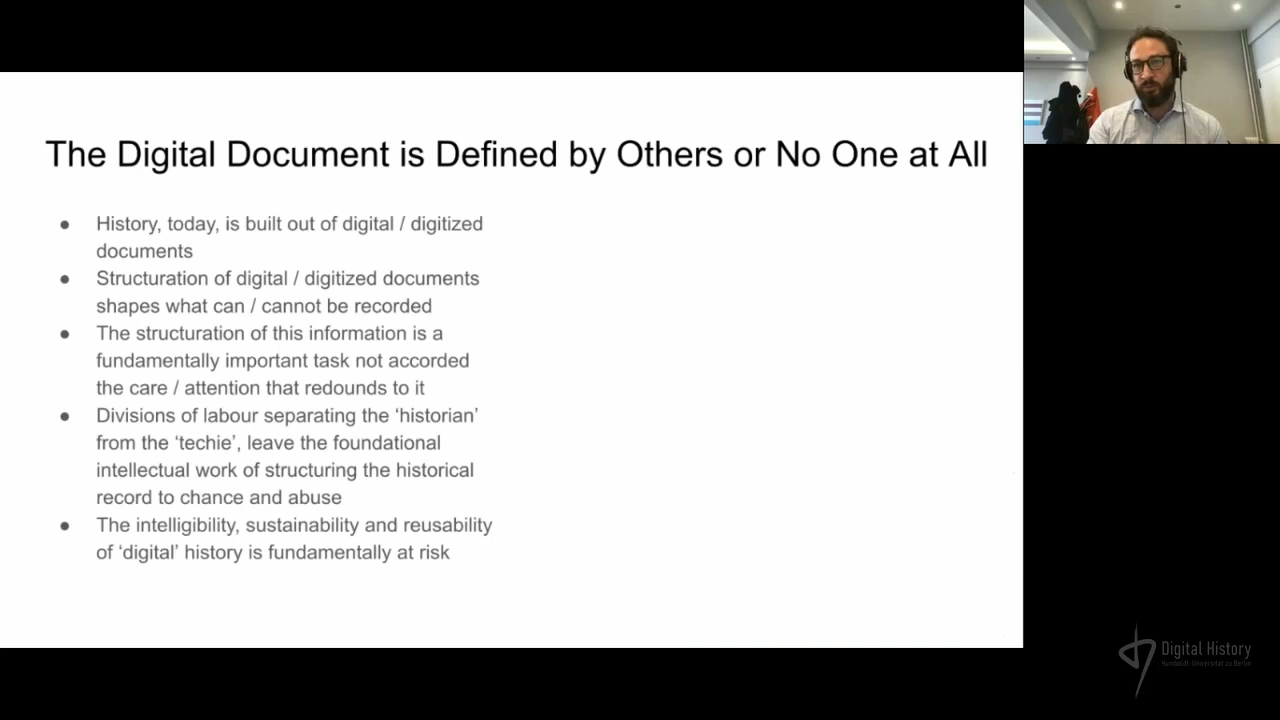 The Digital Document is Defined by Others or No One at All
● History, today, is built out of digital / digitized
documents
● Structuration of digital / digitized documents
shapes what can / cannot be recorded
● The structuration of this information is a
fundamentally important task not accorded
the care / attention that redounds to it
● Divisions of labour separating the ‘historian’
from the ‘techie’, leave the foundational
intellectual work of structuring the historical
record to chance and abuse
● The intelligibility, sustainability and reusability
of ‘digital’ history is fundamentally at risk
Digital History
Humboldt-Universität zu Berlin